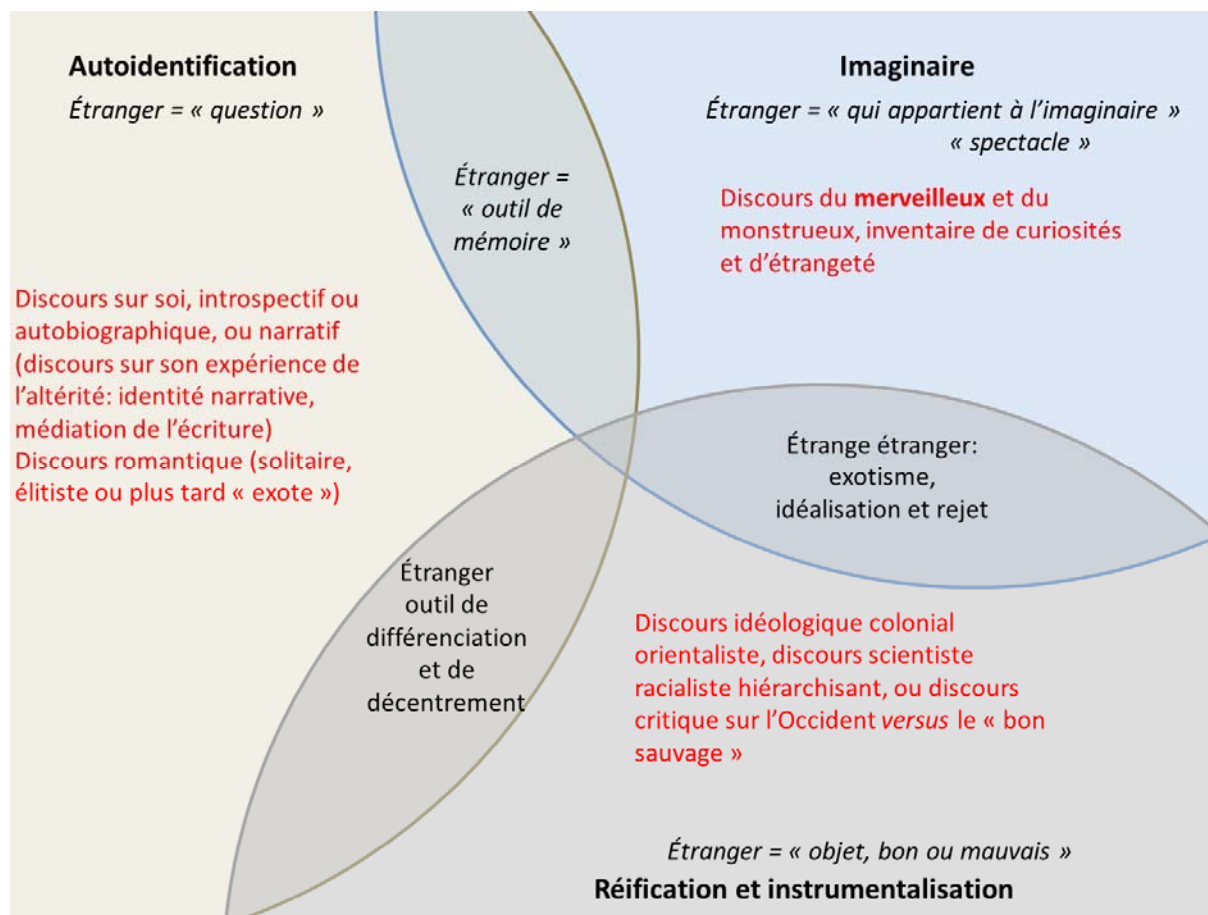 Autoidentification
Étranger = « question »
Imaginaire
Étranger = « qui appartient à l’imaginaire »
« spectacle »
Étranger =
« outil de
mémoire »
Discours du merveilleux et du
monstrueux, inventaire de curiosités
et d’étrangeté
Discours sur soi, introspectif ou
autobiographique, ou narratif
(discours sur son expérience de
l’altérité: identité narrative,
médiation de l’écriture)
Discours romantique (solitaire,
élitiste ou plus tard « exote »)
Étrange étranger:
exotisme,
idéalisation et rejet
Étranger
outil de
différenciation
et de
décentrement
Discours idéologique colonial
orientaliste, discours scientiste
racialiste hiérarchisant, ou discours
critique sur l’Occident versus le « bon
sauvage »
Étranger = « objet, bon ou mauvais »
Réification et instrumentalisation